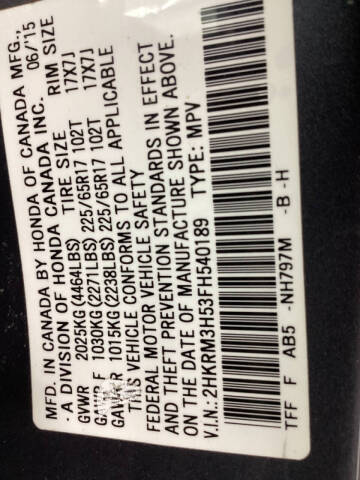 MFD. IN CANADA BY HONDA OF CANADA MFG.,
A DIVISION OF HONDA CANADA INC. 06/'15
TIRE SIZE RIM SIZE
GVWR 2025KG (4464LBS)
GAWR F 1030KG (2271LBS) 225/65R17 102T 17X7J
GAWR R 1015KG (2238LBS) 225/65R17 102T 17X7J
THIS VEHICLE CONFORMS TO ALL APPLICABLE
FEDERAL MOTOR VEHICLE SAFETY
AND THEFT PREVENTION STANDARDS IN EFFECT
ON THE DATE OF MANUFACTURE SHOWN ABOVE.
V.I.N.: 2HKRM3H53FH540189 TYPE: MPV
TFF F AB5 -NH797M -B -H